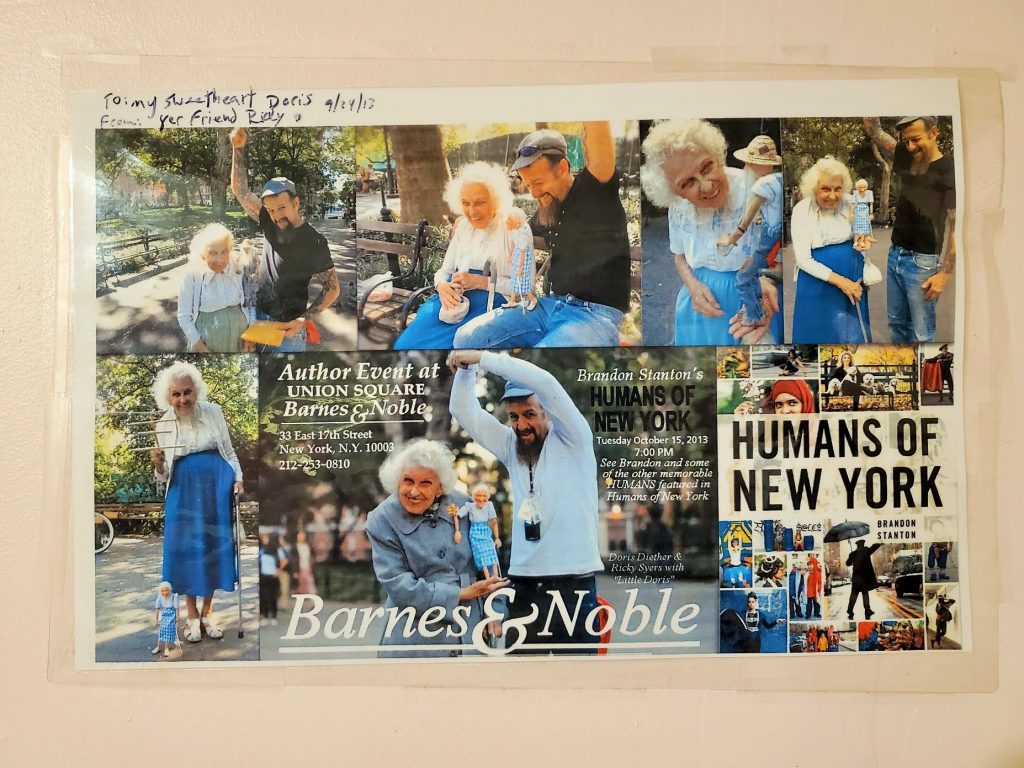 To: my sweetheart Doris 9/24/13
From: yer Friend Ricky
Author Event at
UNION SQUARE
Barnes & Noble
33 East 17th Street
New York, N.Y. 10003
212-253-0810
Brandon Stanton's
HUMANS OF
NEW YORK
Tuesday October 15, 2013
7:00 PM
See Brandon and some
of the other memorable
HUMANS featured in
Humans of New York
Doris Diether &
Ricky Syers with
"Little Doris"
Barnes & Noble
HUMANS OF
NEW YORK
BRANDON
STANTON